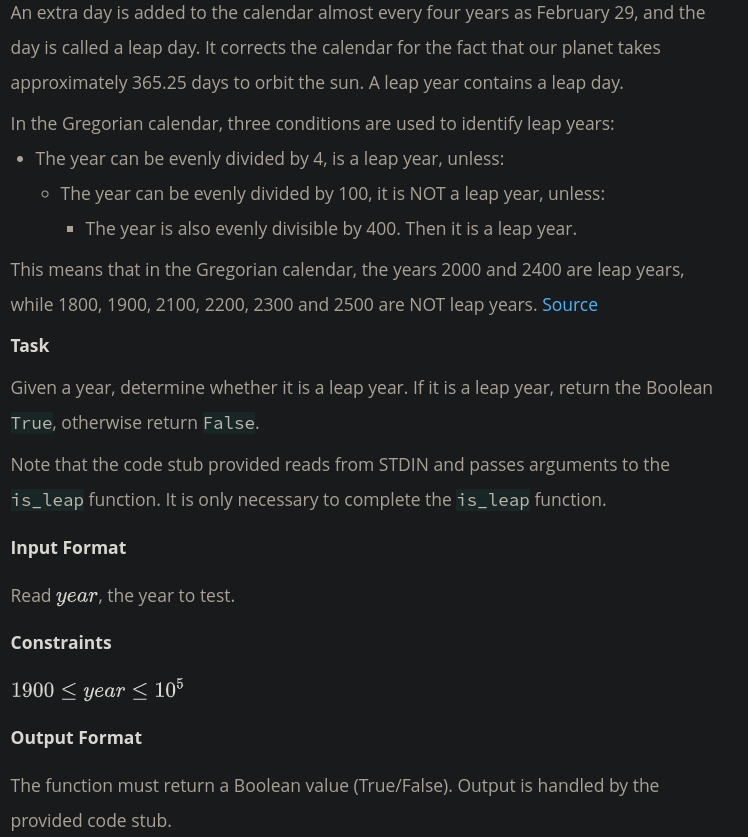 An extra day is added to the calendar almost every four years as February 29, and the
day is called a leap day. It corrects the calendar for the fact that our planet takes
approximately 365.25 days to orbit the sun. A leap year contains a leap day.
In the Gregorian calendar, three conditions are used to identify leap years:
• The year can be evenly divided by 4, is a leap year, unless:
◦ The year can be evenly divided by 100, it is NOT a leap year, unless:
▪ The year is also evenly divisible by 400. Then it is a leap year.
This means that in the Gregorian calendar, the years 2000 and 2400 are leap years,
while 1800, 1900, 2100, 2200, 2300 and 2500 are NOT leap years. Source
Task
Given a year, determine whether it is a leap year. If it is a leap year, return the Boolean
True, otherwise return False.
Note that the code stub provided reads from STDIN and passes arguments to the
is_leap function. It is only necessary to complete the is_leap function.
Input Format
Read year, the year to test.
Constraints
1900 ≤ year ≤ 10⁵
Output Format
The function must return a Boolean value (True/False). Output is handled by the
provided code stub.